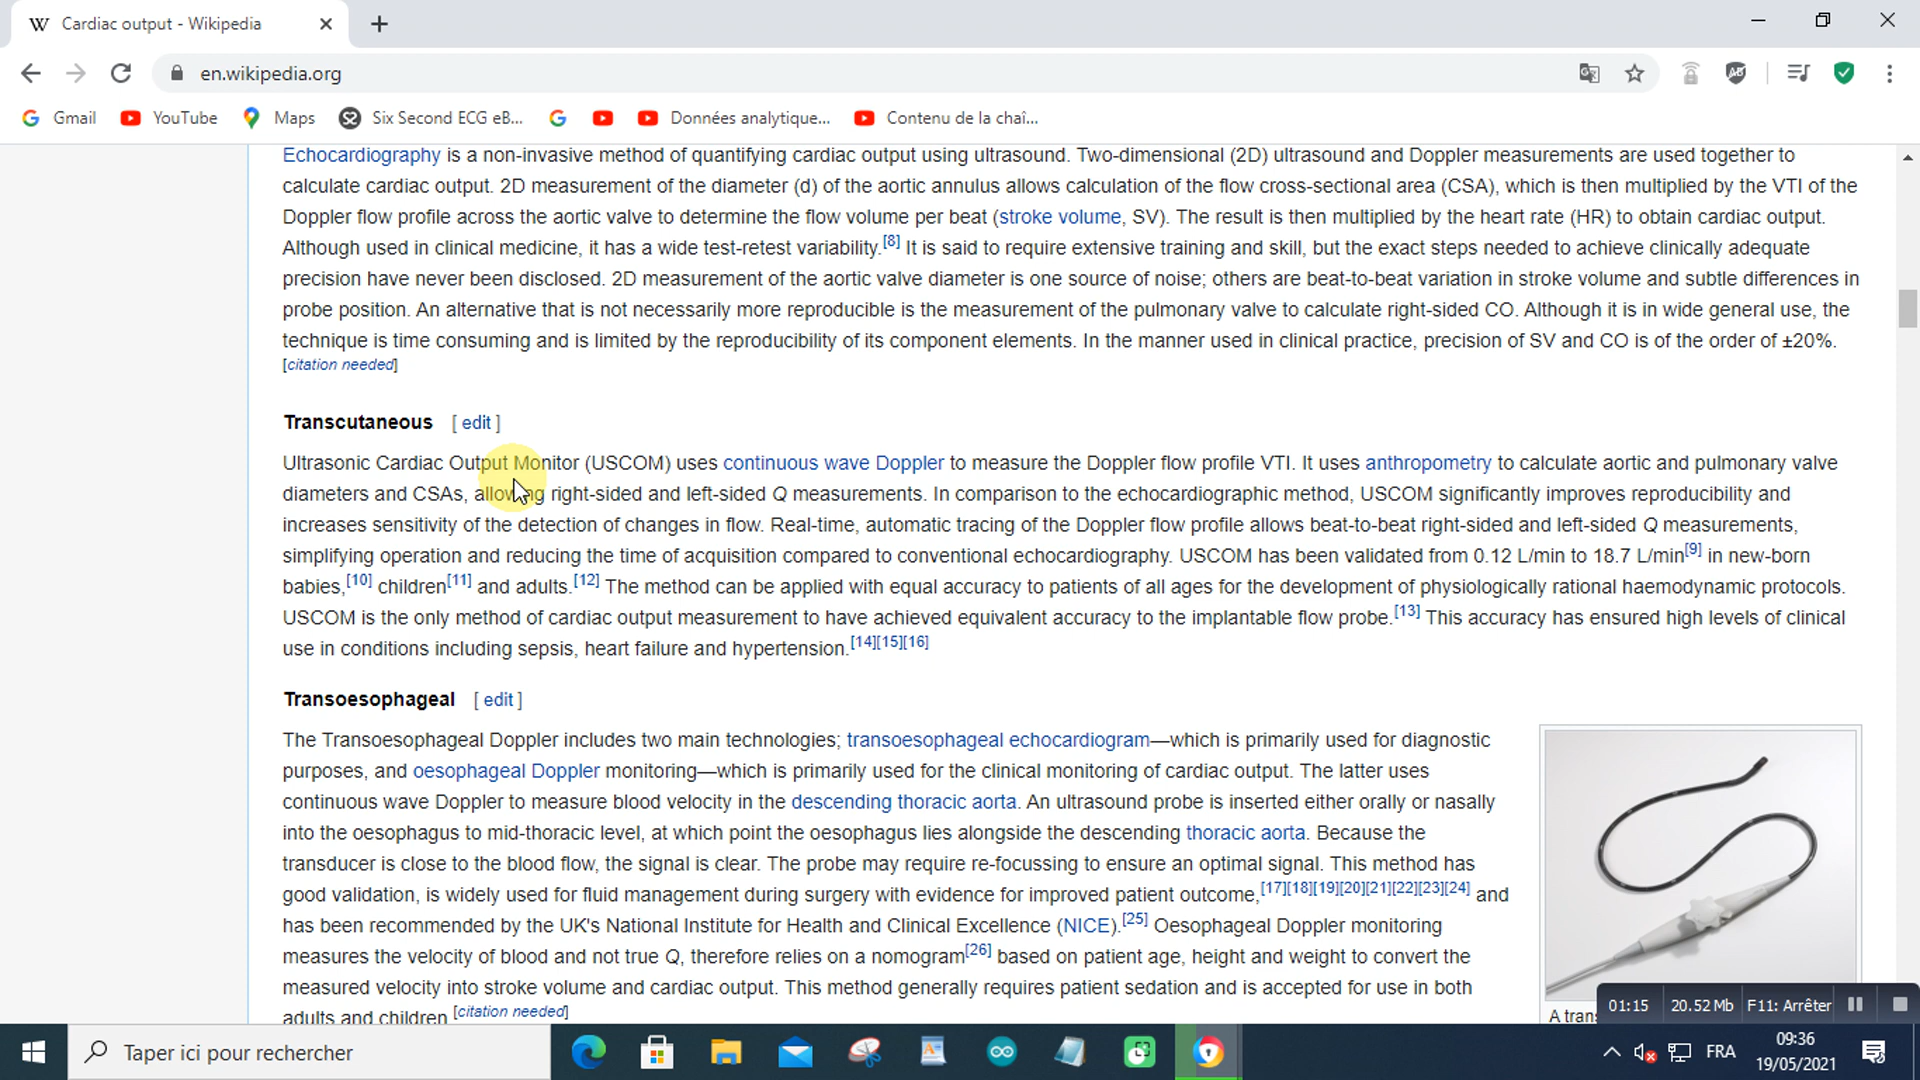 W Cardiac output - Wikipedia
en.wikipedia.org
Gmail YouTube Maps Six Second ECG eB... Données analytique... Contenu de la chaî...
Echocardiography is a non-invasive method of quantifying cardiac output using ultrasound. Two-dimensional (2D) ultrasound and Doppler measurements are used together to
calculate cardiac output. 2D measurement of the diameter (d) of the aortic annulus allows calculation of the flow cross-sectional area (CSA), which is then multiplied by the VTI of the
Doppler flow profile across the aortic valve to determine the flow volume per beat (stroke volume, SV). The result is then multiplied by the heart rate (HR) to obtain cardiac output.
Although used in clinical medicine, it has a wide test-retest variability.[8] It is said to require extensive training and skill, but the exact steps needed to achieve clinically adequate
precision have never been disclosed. 2D measurement of the aortic valve diameter is one source of noise; others are beat-to-beat variation in stroke volume and subtle differences in
probe position. An alternative that is not necessarily more reproducible is the measurement of the pulmonary valve to calculate right-sided CO. Although it is in wide general use, the
technique is time consuming and is limited by the reproducibility of its component elements. In the manner used in clinical practice, precision of SV and CO is of the order of ±20%.
[citation needed]
Transcutaneous [ edit ]
Ultrasonic Cardiac Output Monitor (USCOM) uses continuous wave Doppler to measure the Doppler flow profile VTI. It uses anthropometry to calculate aortic and pulmonary valve
diameters and CSAs, allowing right-sided and left-sided Q measurements. In comparison to the echocardiographic method, USCOM significantly improves reproducibility and
increases sensitivity of the detection of changes in flow. Real-time, automatic tracing of the Doppler flow profile allows beat-to-beat right-sided and left-sided Q measurements,
simplifying operation and reducing the time of acquisition compared to conventional echocardiography. USCOM has been validated from 0.12 L/min to 18.7 L/min[9] in new-born
babies,[10] children[11] and adults.[12] The method can be applied with equal accuracy to patients of all ages for the development of physiologically rational haemodynamic protocols.
USCOM is the only method of cardiac output measurement to have achieved equivalent accuracy to the implantable flow probe.[13] This accuracy has ensured high levels of clinical
use in conditions including sepsis, heart failure and hypertension.[14][15][16]
Transoesophageal [ edit ]
The Transoesophageal Doppler includes two main technologies; transoesophageal echocardiogram—which is primarily used for diagnostic
purposes, and oesophageal Doppler monitoring—which is primarily used for the clinical monitoring of cardiac output. The latter uses
continuous wave Doppler to measure blood velocity in the descending thoracic aorta. An ultrasound probe is inserted either orally or nasally
into the oesophagus to mid-thoracic level, at which point the oesophagus lies alongside the descending thoracic aorta. Because the
transducer is close to the blood flow, the signal is clear. The probe may require re-focussing to ensure an optimal signal. This method has
good validation, is widely used for fluid management during surgery with evidence for improved patient outcome,[17][18][19][20][21][22][23][24] and
has been recommended by the UK's National Institute for Health and Clinical Excellence (NICE).[25] Oesophageal Doppler monitoring
measures the velocity of blood and not true Q, therefore relies on a nomogram[26] based on patient age, height and weight to convert the
measured velocity into stroke volume and cardiac output. This method generally requires patient sedation and is accepted for use in both
adults and children [citation needed]
A tran
01:15 20.52 Mb F11: Arrêter
Taper ici pour rechercher
FRA
09:36
19/05/2021